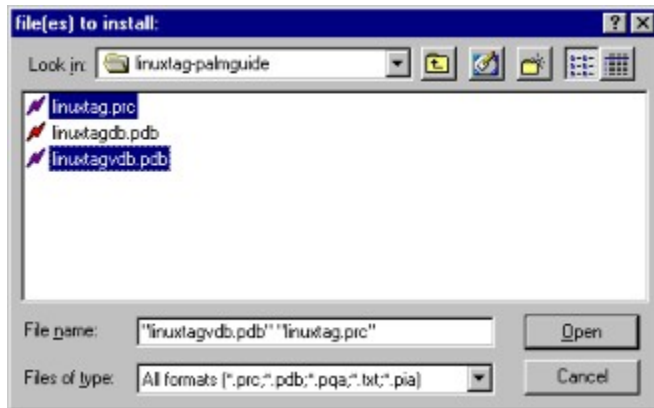 file(es) to install:
Look in: linuxtag-palmguide
linuxtag.prc
linuxtagdb.pdb
linuxtagvdb.pdb
File name: "linuxtagvdb.pdb" "linuxtag.prc" Open
Files of type: All formats (*.prc;*.pdb;*.pqa;*.txt;*.pia) Cancel